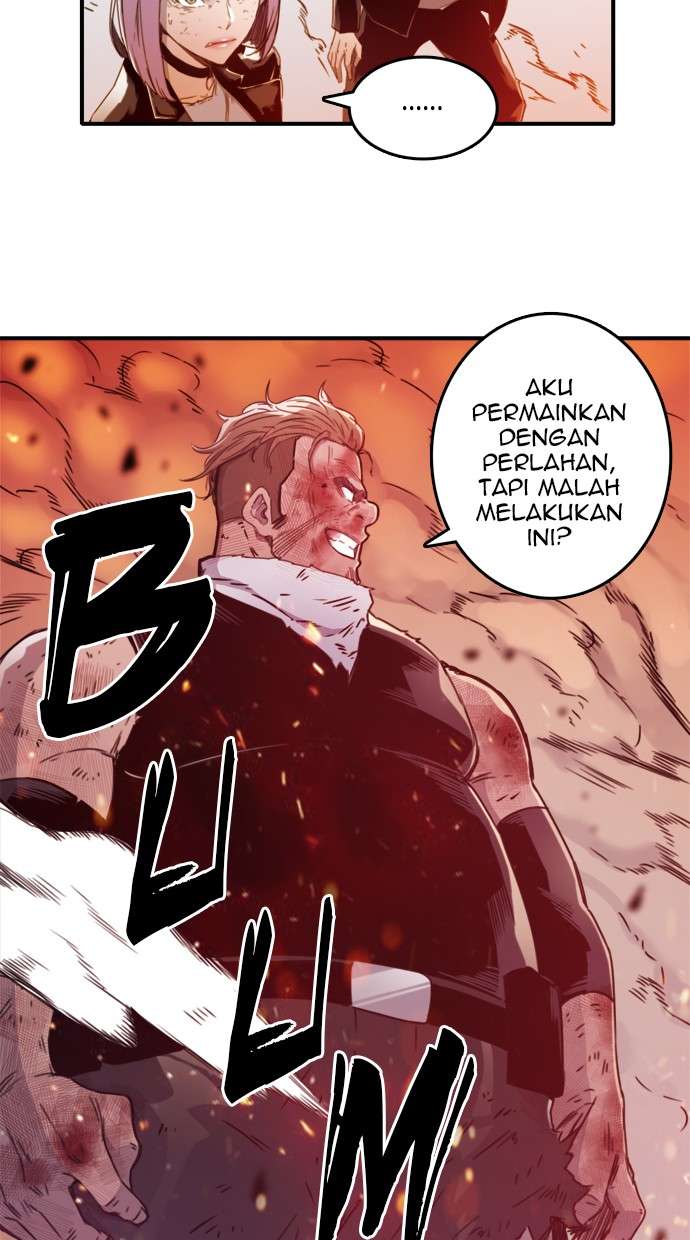 ......
AKU
PERMAINKAN
DENGAN
PERLAHAN,
TAPI MALAH
MELAKUKAN
INI?
BUUM